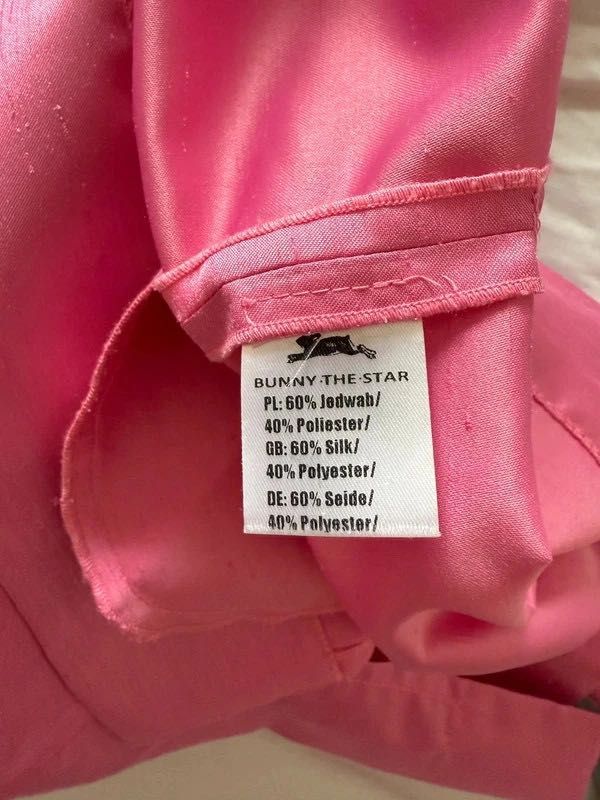 BUNNY·THE·STAR
PL: 60% Jedwab/
40% Poliester/
GB: 60% Silk/
40% Polyester/
DE: 60% Seide/
40% Polyester/